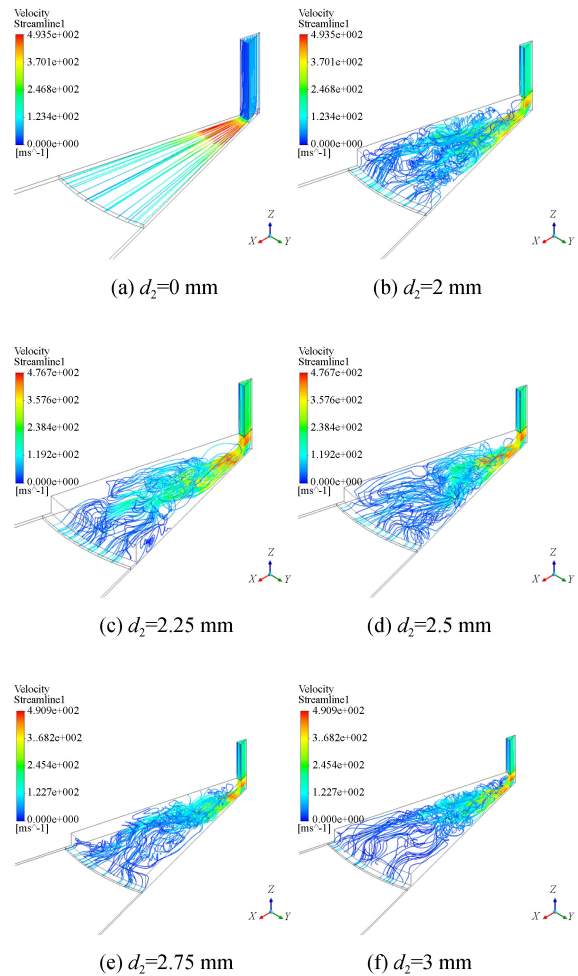 Velocity
Streamline1
4.935e+002
3.701e+002
2.468e+002
1.234e+002
0.000e+000
[ms^-1]
Z
X
Y
(a) d2=0 mm
Velocity
Streamline1
4.935e+002
3.701e+002
2.468e+002
1.234e+002
0.000e+000
[ms^-1]
Z
X
Y
(b) d2=2 mm
Velocity
Streamline1
4.767e+002
3.576e+002
2.384e+002
1.192e+002
0.000e+000
[ms^-1]
Z
X
Y
(c) d2=2.25 mm
Velocity
Streamline1
4.767e+002
3.576e+002
2.384e+002
1.192e+002
0.000e+000
[ms^-1]
Z
X
Y
(d) d2=2.5 mm
Velocity
Streamline1
4.909e+002
3.682e+002
2.454e+002
1.227e+002
0.000e+000
[ms^-1]
Z
X
Y
(e) d2=2.75 mm
Velocity
Streamline1
4.909e+002
3.682e+002
2.454e+002
1.227e+002
0.000e+000
[ms^-1]
Z
X
Y
(f) d2=3 mm